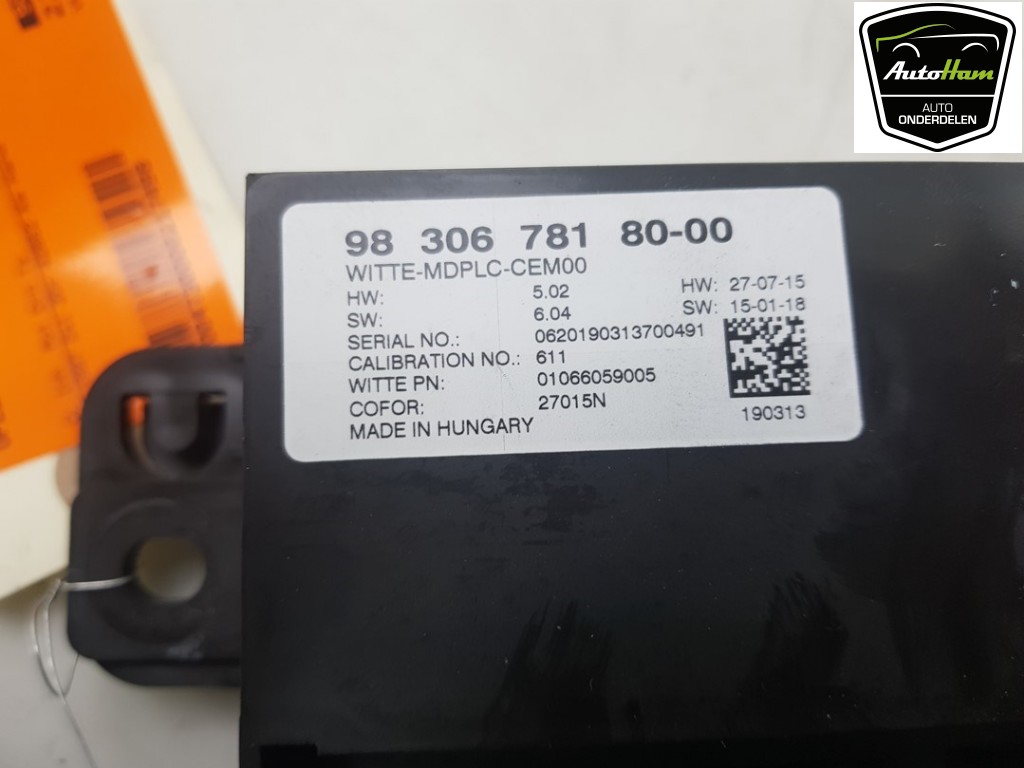 AutoHam
AUTO
ONDERDELEN
98 306 781 80-00
WITTE-MDPLC-CEM00
HW: 5.02 HW: 27-07-15
SW: 6.04 SW: 15-01-18
SERIAL NO.: 0620190313700491
CALIBRATION NO.: 611
WITTE PN: 01066059005
COFOR: 27015N
190313
MADE IN HUNGARY